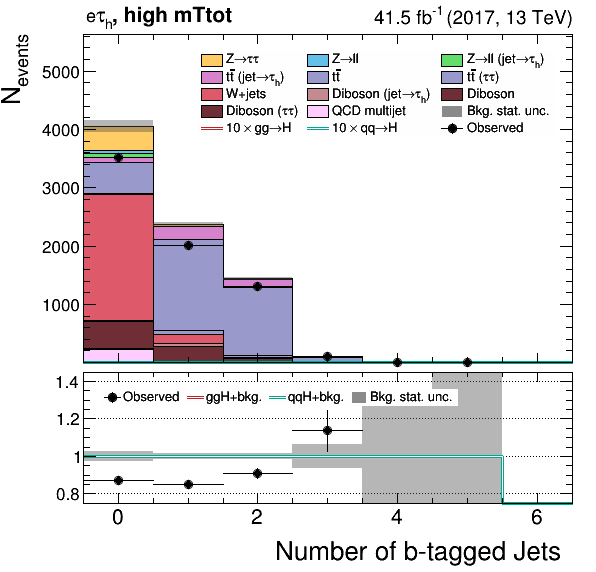 eτh, high mTtot 41.5 fb⁻¹ (2017, 13 TeV)
Nevents
5000
4000
3000
2000
1000
Z→ττ Z→ll Z→ll (jet→τh)
tt̄ (jet→τh) tt̄ tt̄ (ττ)
W+jets Diboson (jet→τh) Diboson
Diboson (ττ) QCD multijet Bkg. stat. unc.
10 × gg→H 10 × qq→H Observed
1.4
1.2
1
0.8
Observed ggH+bkg. qqH+bkg. Bkg. stat. unc.
0 2 4 6
Number of b-tagged Jets